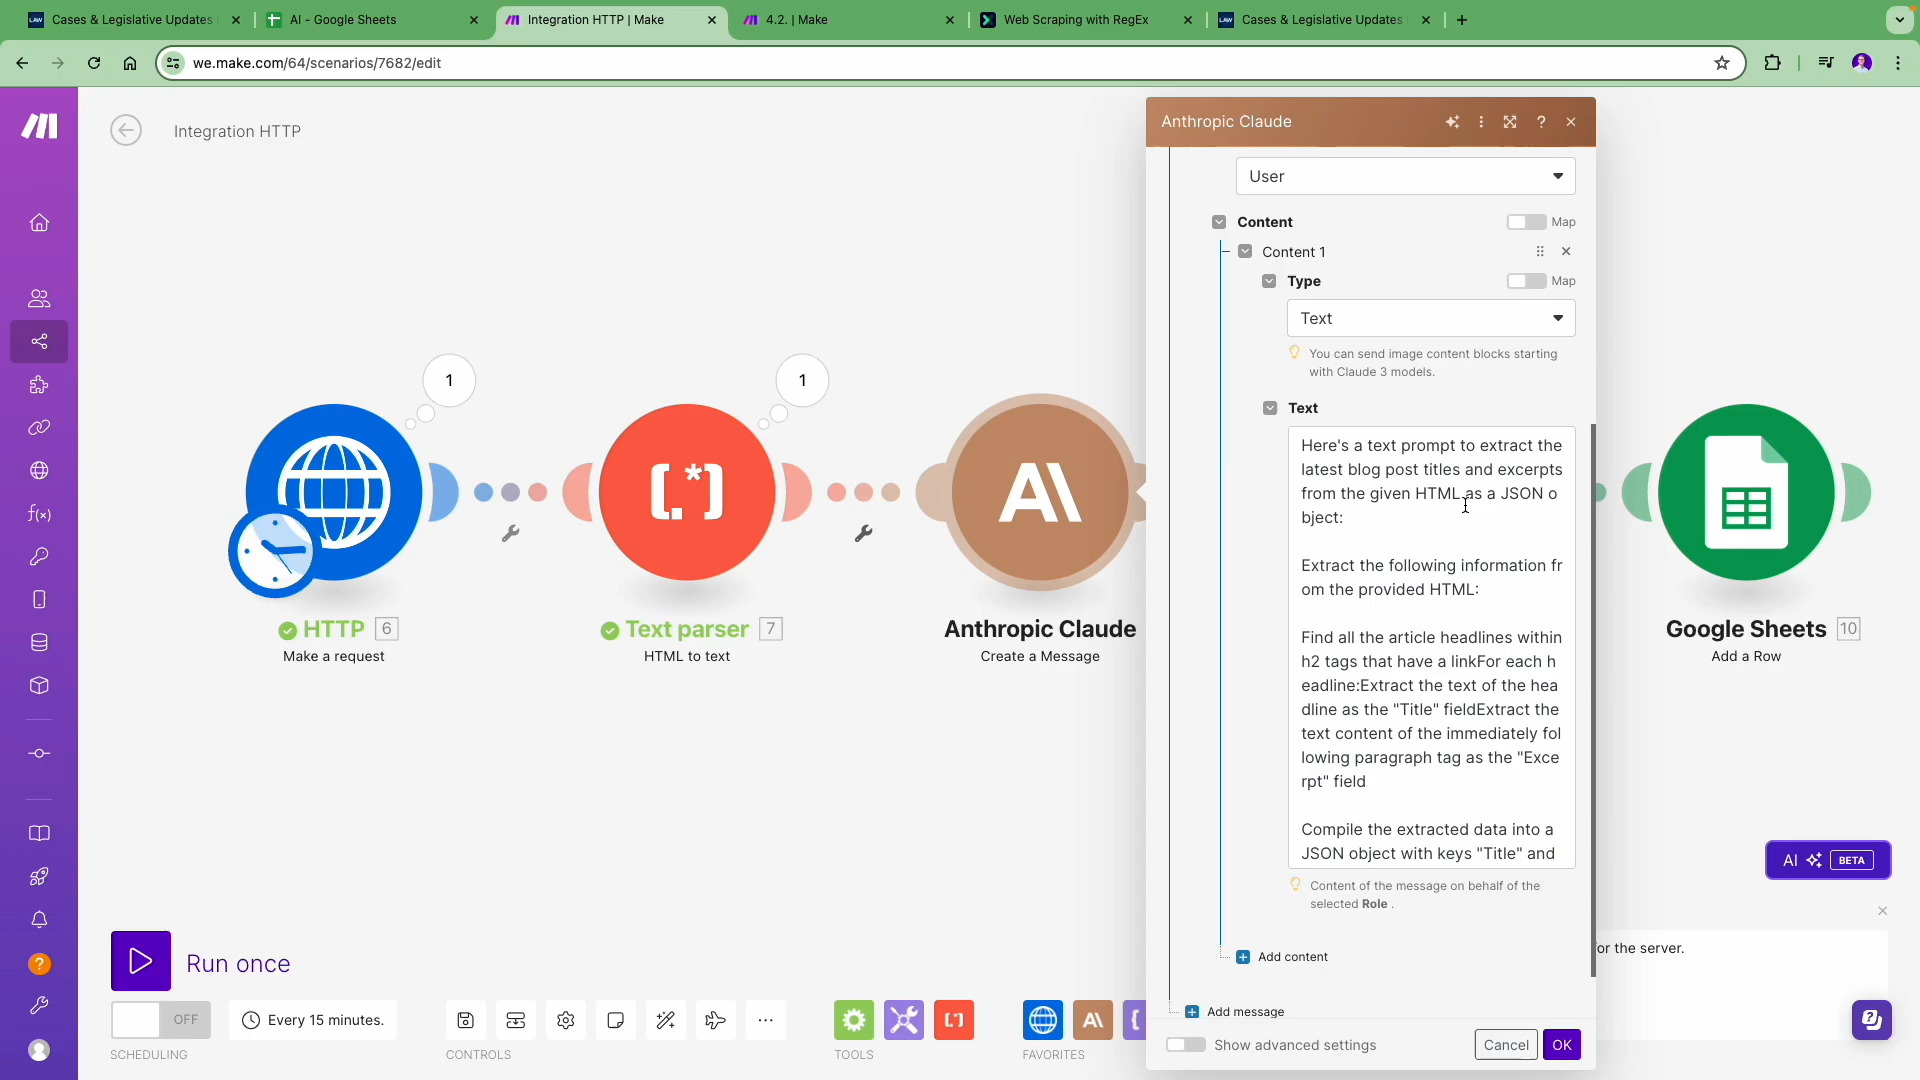 LAW Cases & Legislative Updates
AI - Google Sheets
Integration HTTP | Make
4.2. | Make
Web Scraping with RegEx
LAW Cases & Legislative Updates
we.make.com/64/scenarios/7682/edit
Integration HTTP
Anthropic Claude
User
Content
Map
Content 1
Type
Map
Text
You can send image content blocks starting
with Claude 3 models.
Text
Here's a text prompt to extract the
latest blog post titles and excerpts
from the given HTML as a JSON o
bject:
Extract the following information fr
om the provided HTML:
Find all the article headlines within
h2 tags that have a linkFor each h
eadline:Extract the text of the hea
dline as the "Title" fieldExtract the
text content of the immediately fol
lowing paragraph tag as the "Exce
rpt" field
Compile the extracted data into a
JSON object with keys "Title" and
Content of the message on behalf of the
selected Role .
Add content
Add message
Show advanced settings
Cancel
OK
1
1
[.*]
HTTP 6
Make a request
Text parser 7
HTML to text
Anthropic Claude
Create a Message
Google Sheets 10
Add a Row
AI BETA
or the server.
Run once
OFF
Every 15 minutes.
SCHEDULING
CONTROLS
TOOLS
FAVORITES